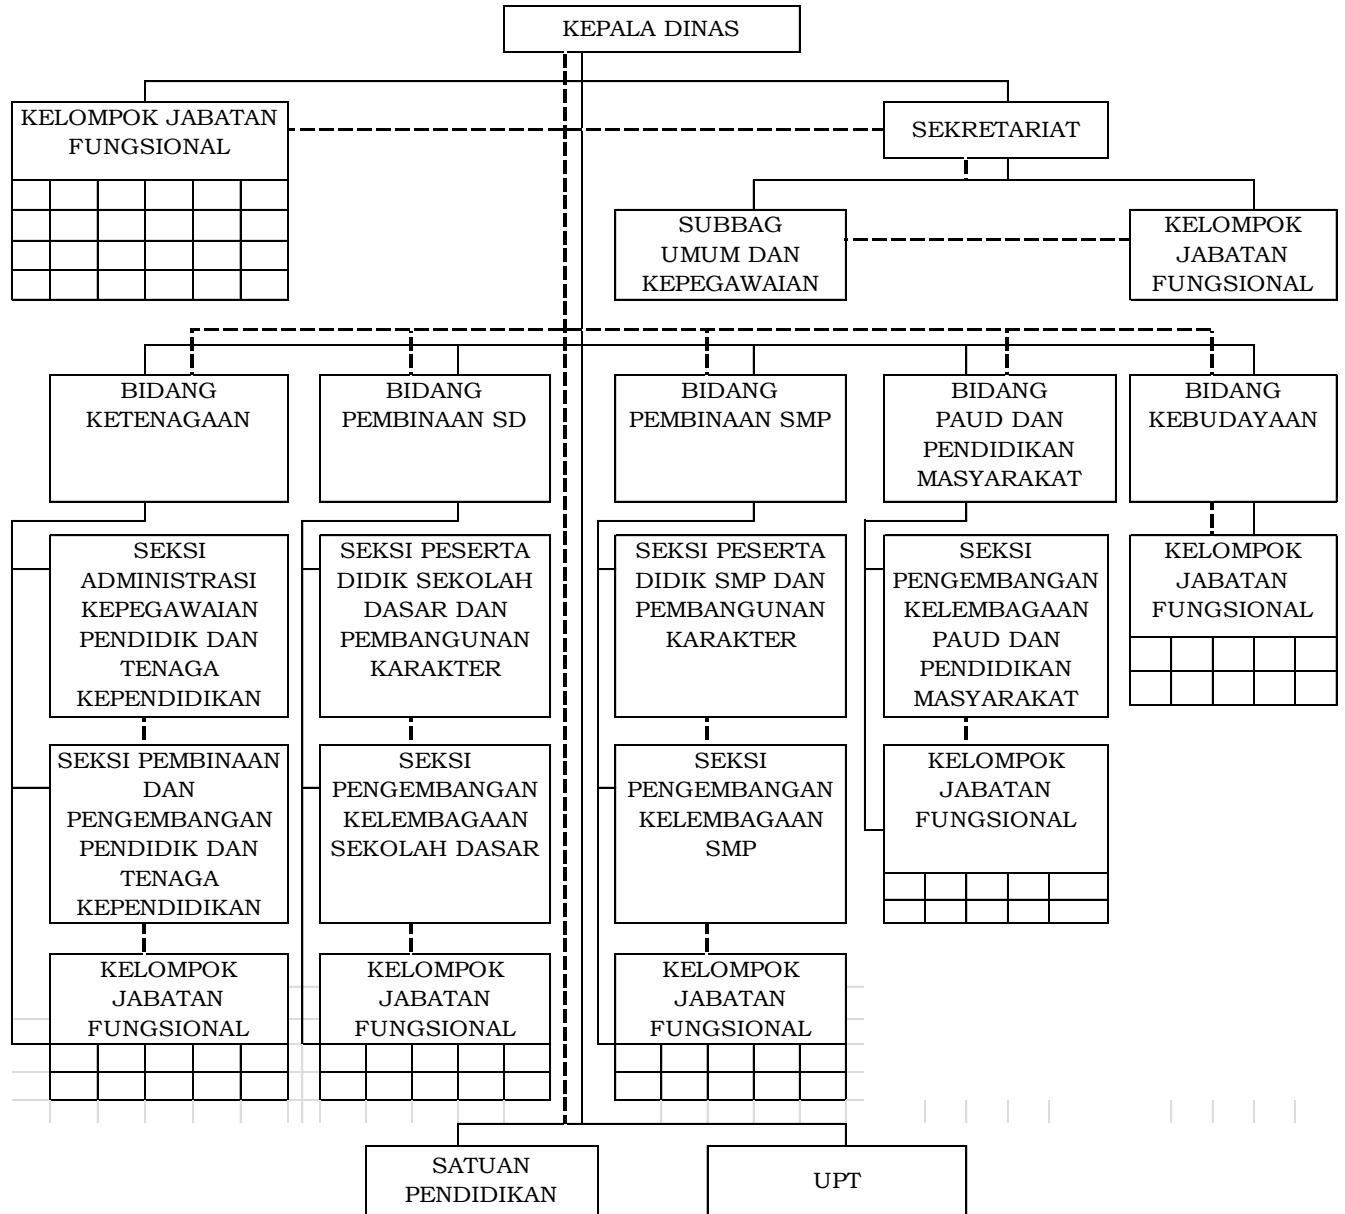 KEPALA DINAS
KELOMPOK JABATAN
FUNGSIONAL
SEKRETARIAT
SUBBAG
UMUM DAN
KEPEGAWAIAN
KELOMPOK
JABATAN
FUNGSIONAL
BIDANG
KETENAGAAN
BIDANG
PEMBINAAN SD
BIDANG
PEMBINAAN SMP
BIDANG
PAUD DAN
PENDIDIKAN
MASYARAKAT
BIDANG
KEBUDAYAAN
SEKSI
ADMINISTRASI
KEPEGAWAIAN
PENDIDIK DAN
TENAGA
KEPENDIDIKAN
SEKSI PESERTA
DIDIK SEKOLAH
DASAR DAN
PEMBANGUNAN
KARAKTER
SEKSI PESERTA
DIDIK SMP DAN
PEMBANGUNAN
KARAKTER
SEKSI
PENGEMBANGAN
KELEMBAGAAN
PAUD DAN
PENDIDIKAN
MASYARAKAT
KELOMPOK
JABATAN
FUNGSIONAL
SEKSI PEMBINAAN
DAN
PENGEMBANGAN
PENDIDIK DAN
TENAGA
KEPENDIDIKAN
SEKSI
PENGEMBANGAN
KELEMBAGAAN
SEKOLAH DASAR
SEKSI
PENGEMBANGAN
KELEMBAGAAN
SMP
KELOMPOK
JABATAN
FUNGSIONAL
KELOMPOK
JABATAN
FUNGSIONAL
KELOMPOK
JABATAN
FUNGSIONAL
KELOMPOK
JABATAN
FUNGSIONAL
SATUAN
PENDIDIKAN
UPT